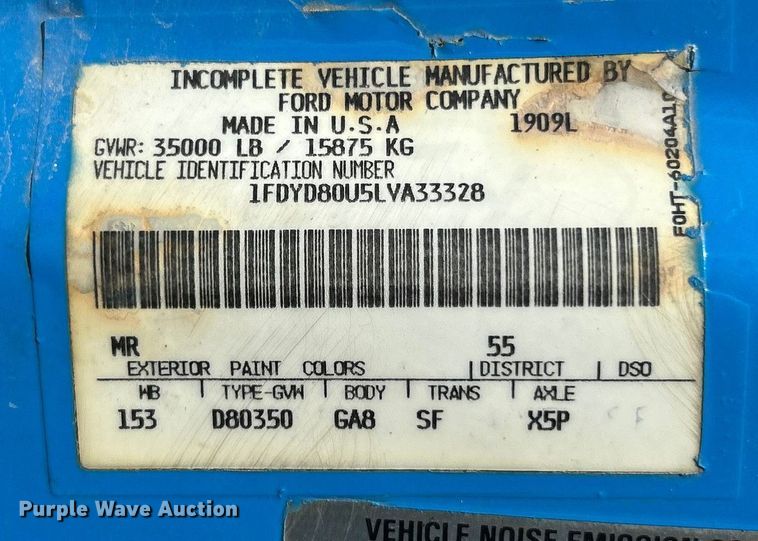 INCOMPLETE VEHICLE MANUFACTURED BY
FORD MOTOR COMPANY
MADE IN U.S.A 1909L
GVWR: 35000 LB / 15875 KG
VEHICLE IDENTIFICATION NUMBER
1FDYD80U5LVA33328
F0HT-60204A10
MR 55
EXTERIOR PAINT COLORS DISTRICT DSO
WB TYPE-GVW BODY TRANS AXLE
153 D80350 GA8 SF X5P
Purple Wave Auction
VEHICLE NOISE EMISSION